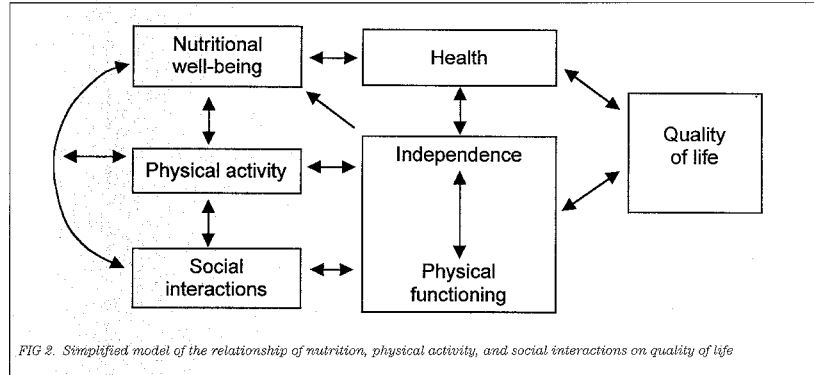 Nutritional
well-being
Health
Quality
of life
Independence
Physical activity
Social
interactions
Physical
functioning
FIG 2. Simplified model of the relationship of nutrition, physical activity, and social interactions on quality of life